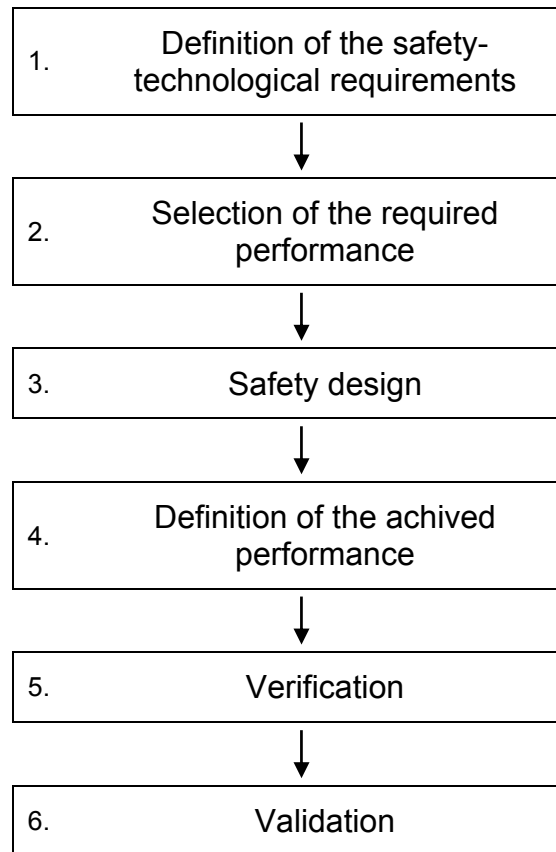 1.
Definition of the safety-
technological requirements
2.
Selection of the required
performance
3.
Safety design
4.
Definition of the achived
performance
5.
Verification
6.
Validation